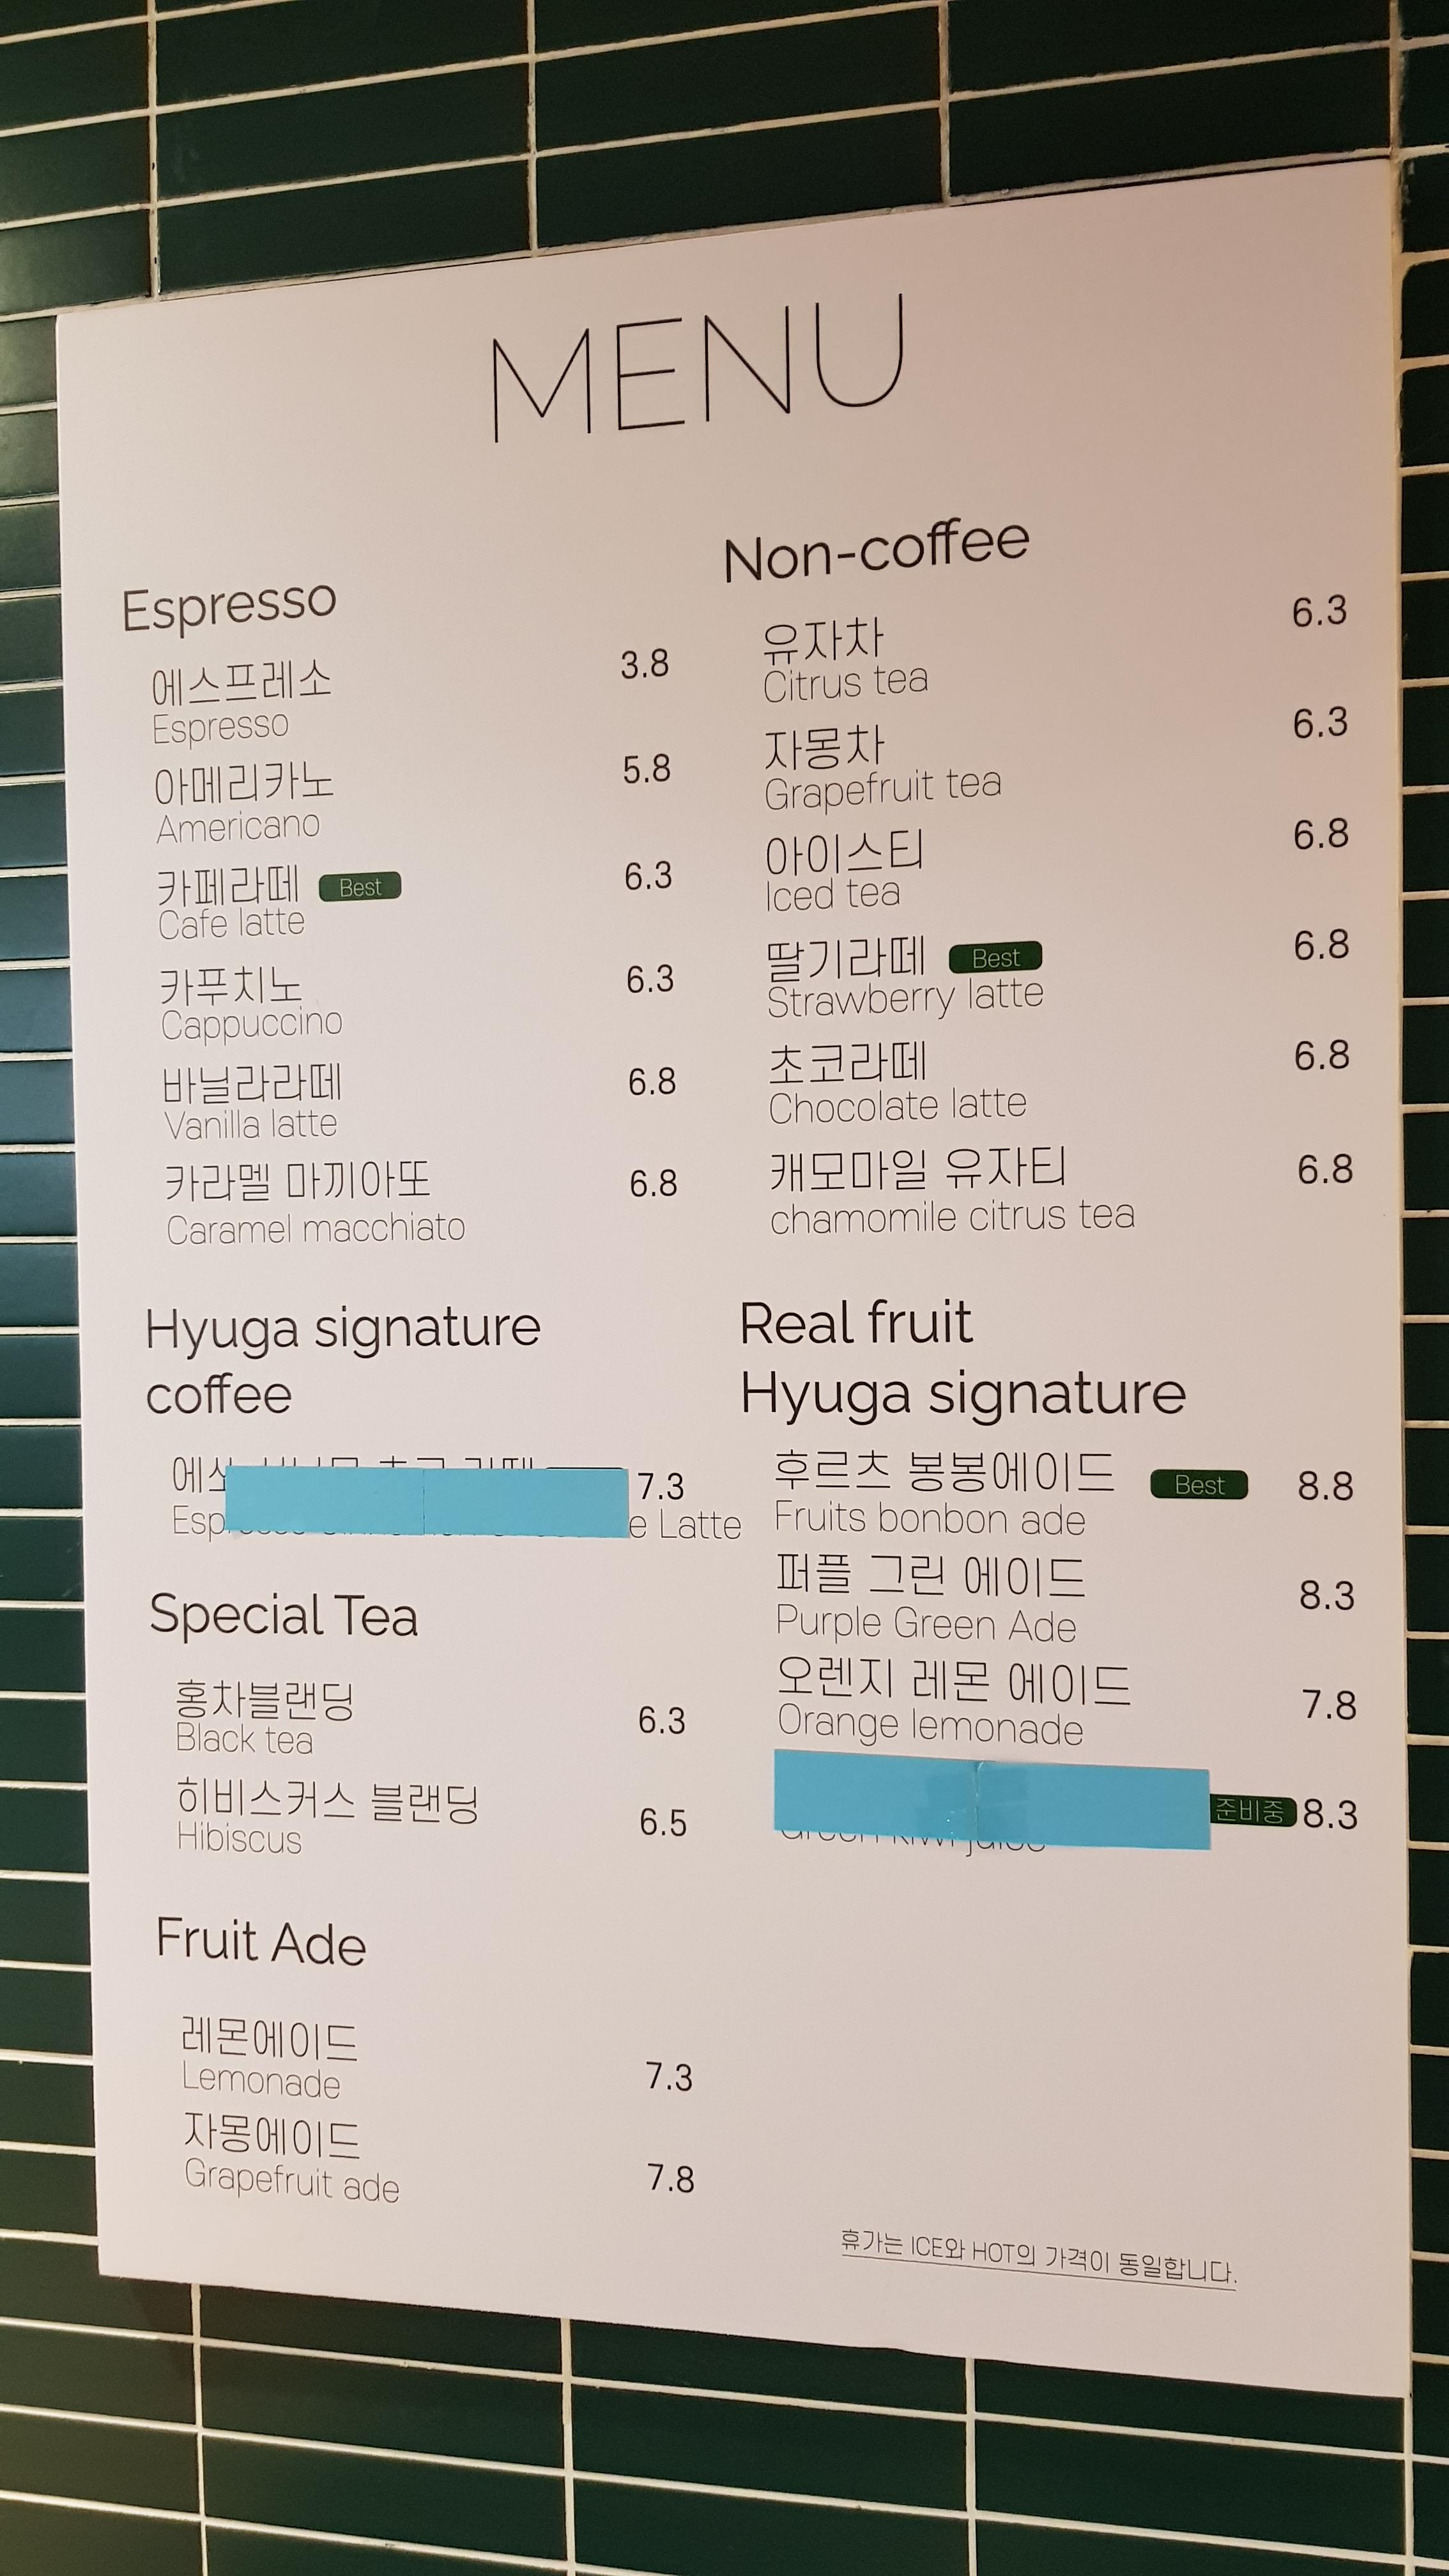 MENU
Espresso
에스프레소 3.8
Espresso
아메리카노 5.8
Americano
카페라떼 Best 6.3
Cafe latte
카푸치노 6.3
Cappuccino
바닐라라떼 6.8
Vanilla latte
카라멜 마끼아또 6.8
Caramel macchiato
Hyuga signature
coffee
7.3
Latte
Special Tea
홍차블랜딩 6.3
Black tea
히비스커스 블랜딩 6.5
Hibiscus
Fruit Ade
레몬에이드
Lemonade 7.3
자몽에이드
Grapefruit ade 7.8
Non-coffee
유자차 6.3
Citrus tea
자몽차 6.3
Grapefruit tea
아이스티 6.8
Iced tea
딸기라떼 Best 6.8
Strawberry latte
초코라떼 6.8
Chocolate latte
캐모마일 유자티 6.8
chamomile citrus tea
Real fruit
Hyuga signature
후르츠 봉봉에이드 Best 8.8
Fruits bonbon ade
퍼플 그린 에이드 8.3
Purple Green Ade
오렌지 레몬 에이드 7.8
Orange lemonade
준비중 8.3
휴가는 ICE와 HOT의 가격이 동일합니다.